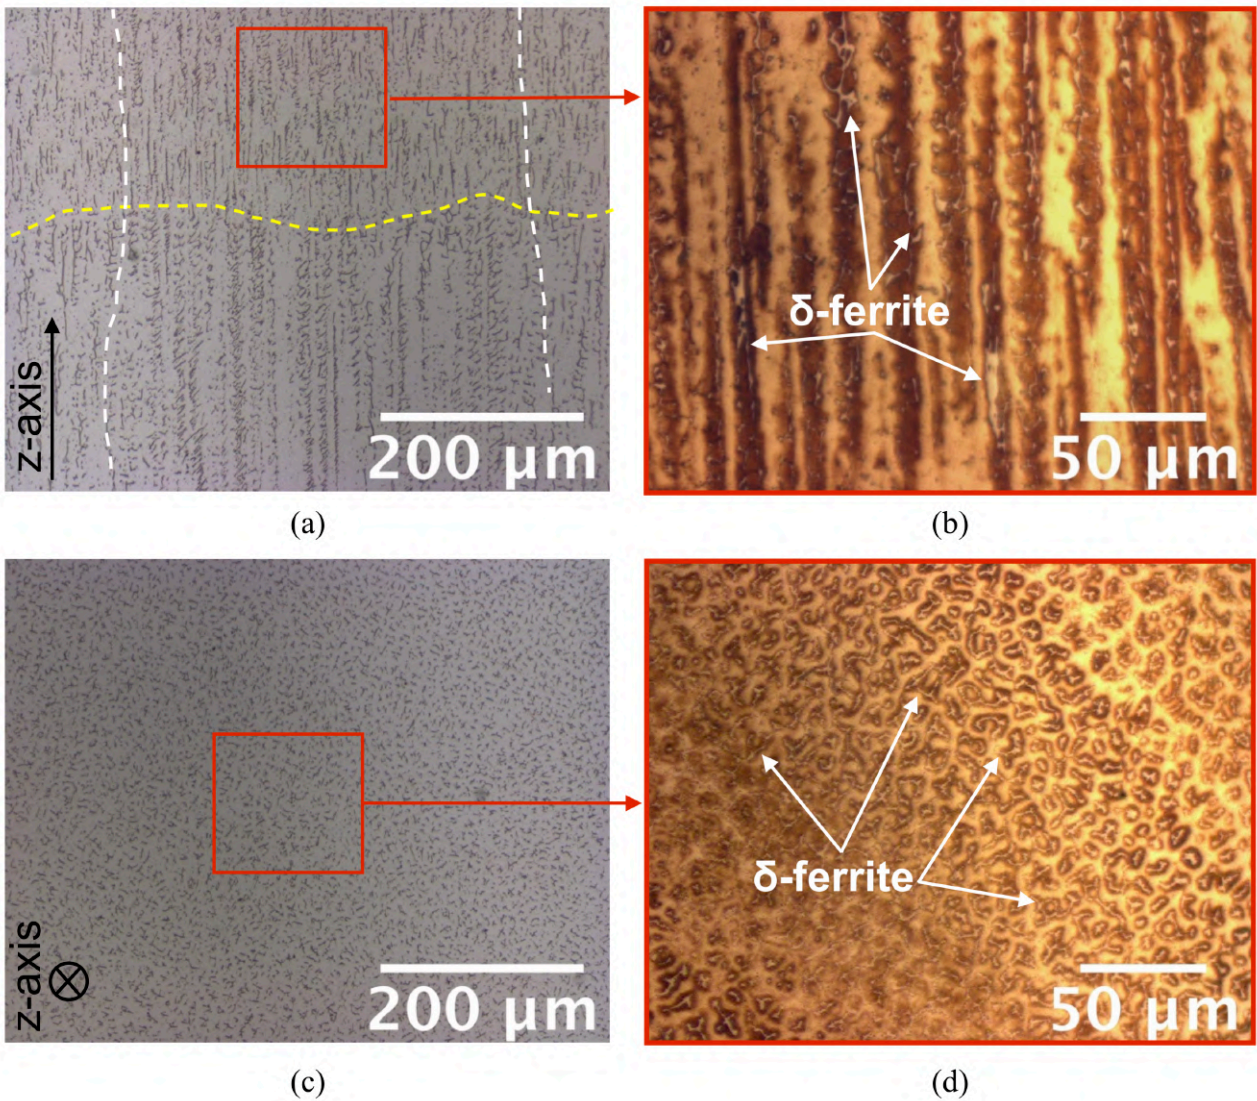 z-axis
200 μm
(a)
δ-ferrite
50 μm
(b)
z-axis
200 μm
(c)
δ-ferrite
50 μm
(d)